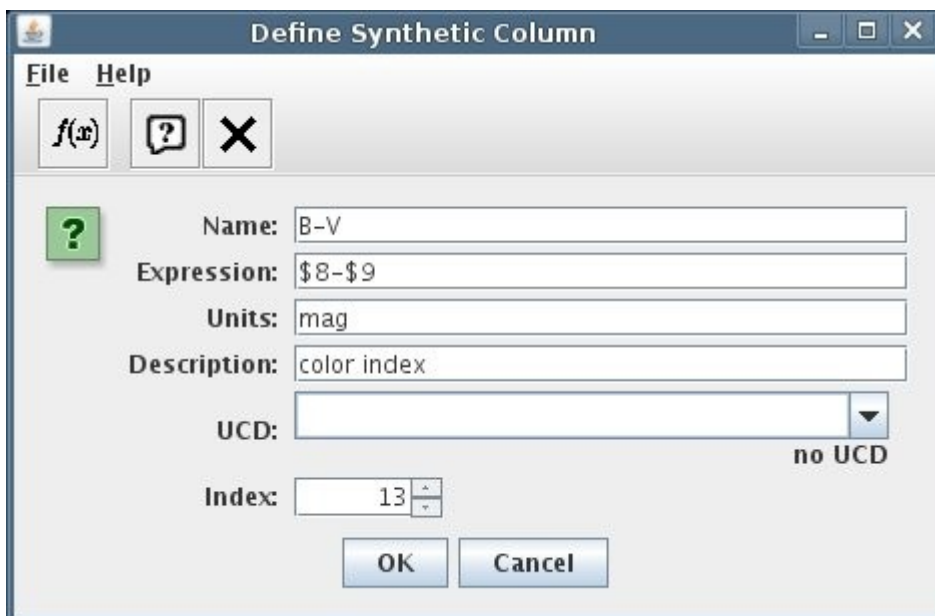 Define Synthetic Column
File Help
f(x) ?
? Name: B-V
Expression: $8-$9
Units: mag
Description: color index
UCD:
no UCD
Index: 13
OK Cancel